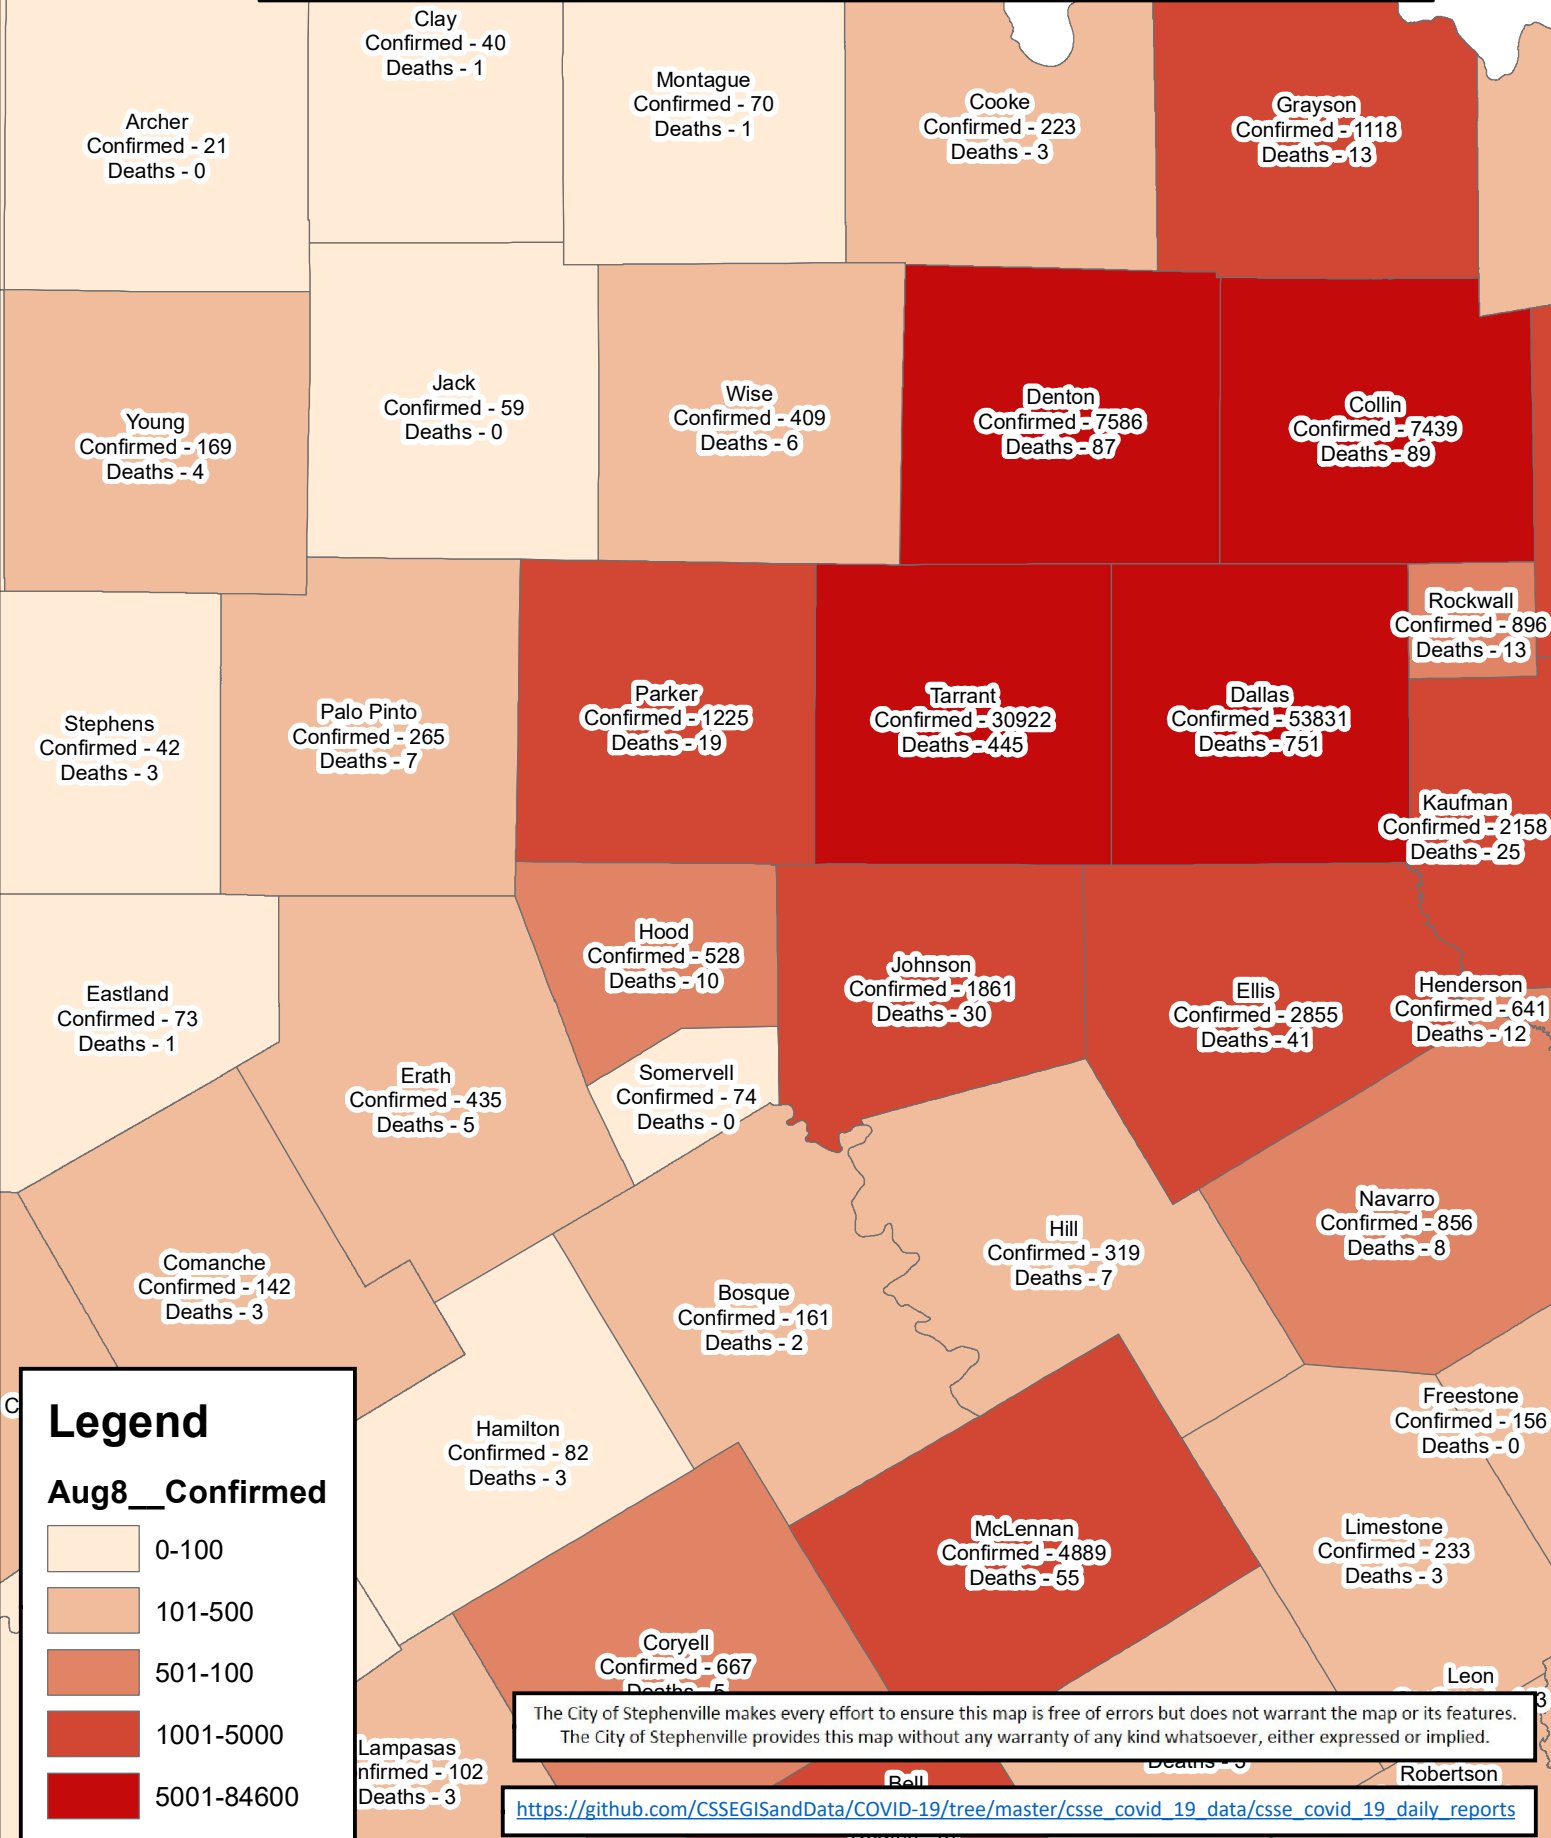 Clay
Confirmed - 40
Deaths - 1
Montague
Confirmed - 70
Deaths - 1
Cooke
Confirmed - 223
Deaths - 3
Grayson
Confirmed - 1118
Deaths - 13
Archer
Confirmed - 21
Deaths - 0
Jack
Confirmed - 59
Deaths - 0
Wise
Confirmed - 409
Deaths - 6
Denton
Confirmed - 7586
Deaths - 87
Collin
Confirmed - 7439
Deaths - 89
Young
Confirmed - 169
Deaths - 4
Rockwall
Confirmed - 896
Deaths - 13
Stephens
Confirmed - 42
Deaths - 3
Palo Pinto
Confirmed - 265
Deaths - 7
Parker
Confirmed - 1225
Deaths - 19
Tarrant
Confirmed - 30922
Deaths - 445
Dallas
Confirmed - 53831
Deaths - 751
Kaufman
Confirmed - 2158
Deaths - 25
Hood
Confirmed - 528
Deaths - 10
Johnson
Confirmed - 1861
Deaths - 30
Ellis
Confirmed - 2855
Deaths - 41
Henderson
Confirmed - 641
Deaths - 12
Eastland
Confirmed - 73
Deaths - 1
Erath
Confirmed - 435
Deaths - 5
Somervell
Confirmed - 74
Deaths - 0
Navarro
Confirmed - 856
Deaths - 8
Hill
Confirmed - 319
Deaths - 7
Comanche
Confirmed - 142
Deaths - 3
Bosque
Confirmed - 161
Deaths - 2
Freestone
Confirmed - 156
Deaths - 0
Hamilton
Confirmed - 82
Deaths - 3
McLennan
Confirmed - 4889
Deaths - 55
Limestone
Confirmed - 233
Deaths - 3
Coryell
Confirmed - 667
Deaths - 5
Leon
3
Lampasas
nfirmed - 102
Deaths - 3
Deaths - 3
Bell
Robertson
C
Legend
Aug8__Confirmed
0-100
101-500
501-100
1001-5000
5001-84600
The City of Stephenville makes every effort to ensure this map is free of errors but does not warrant the map or its features.
The City of Stephenville provides this map without any warranty of any kind whatsoever, either expressed or implied.
https://github.com/CSSEGISandData/COVID-19/tree/master/csse_covid_19_data/csse_covid_19_daily_reports